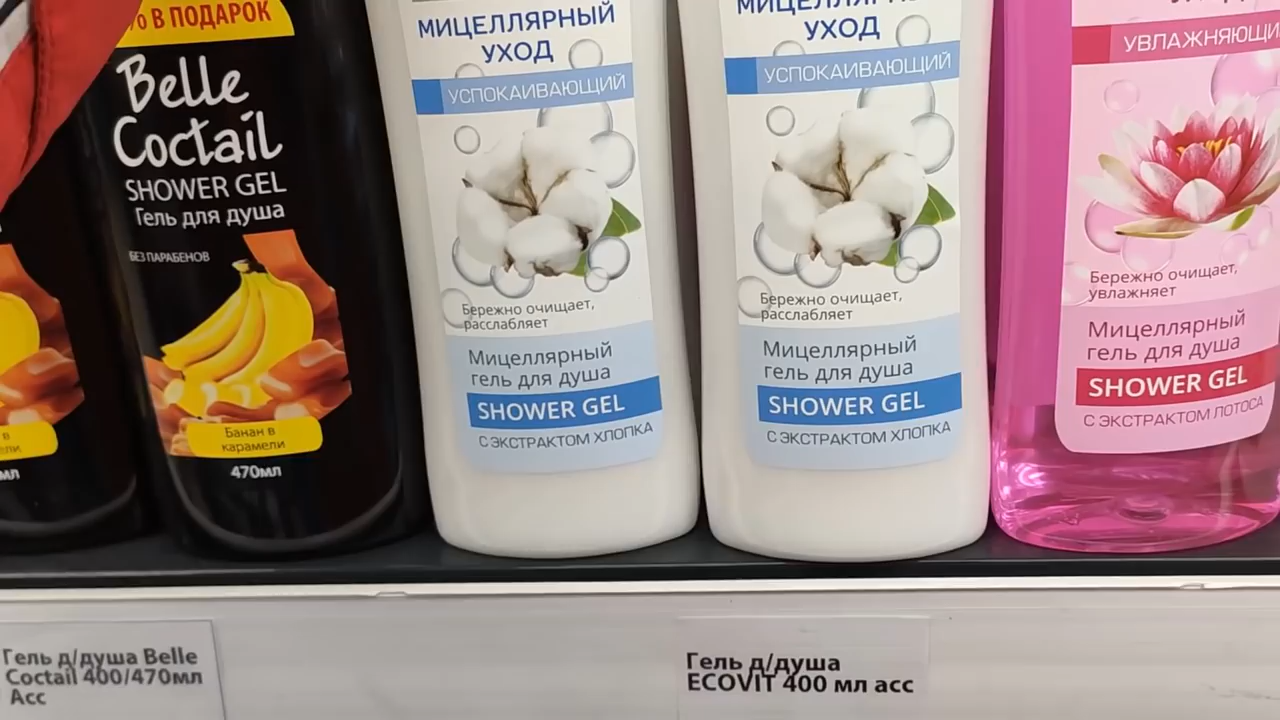 % В ПОДАРОК
Belle
Coctail
SHOWER GEL
Гель для душа
БЕЗ ПАРАБЕНОВ
Банан в
карамели
470мл
в
ели
мл
МИЦЕЛЛЯРНЫЙ
УХОД
УСПОКАИВАЮЩИЙ
Бережно очищает,
расслабляет
Мицеллярный
гель для душа
SHOWER GEL
С ЭКСТРАКТОМ ХЛОПКА
МИЦЕЛЛЯРНЫЙ
УХОД
УСПОКАИВАЮЩИЙ
Бережно очищает,
расслабляет
Мицеллярный
гель для душа
SHOWER GEL
С ЭКСТРАКТОМ ХЛОПКА
УВЛАЖНЯЮЩИ
Бережно очищает,
увлажняет
Мицеллярный
гель для душа
SHOWER GEL
С ЭКСТРАКТОМ ЛОТОСА
Гель д/душа Belle
Coctail 400/470мл
Асс
Гель д/душа
ECOVIT 400 мл асс